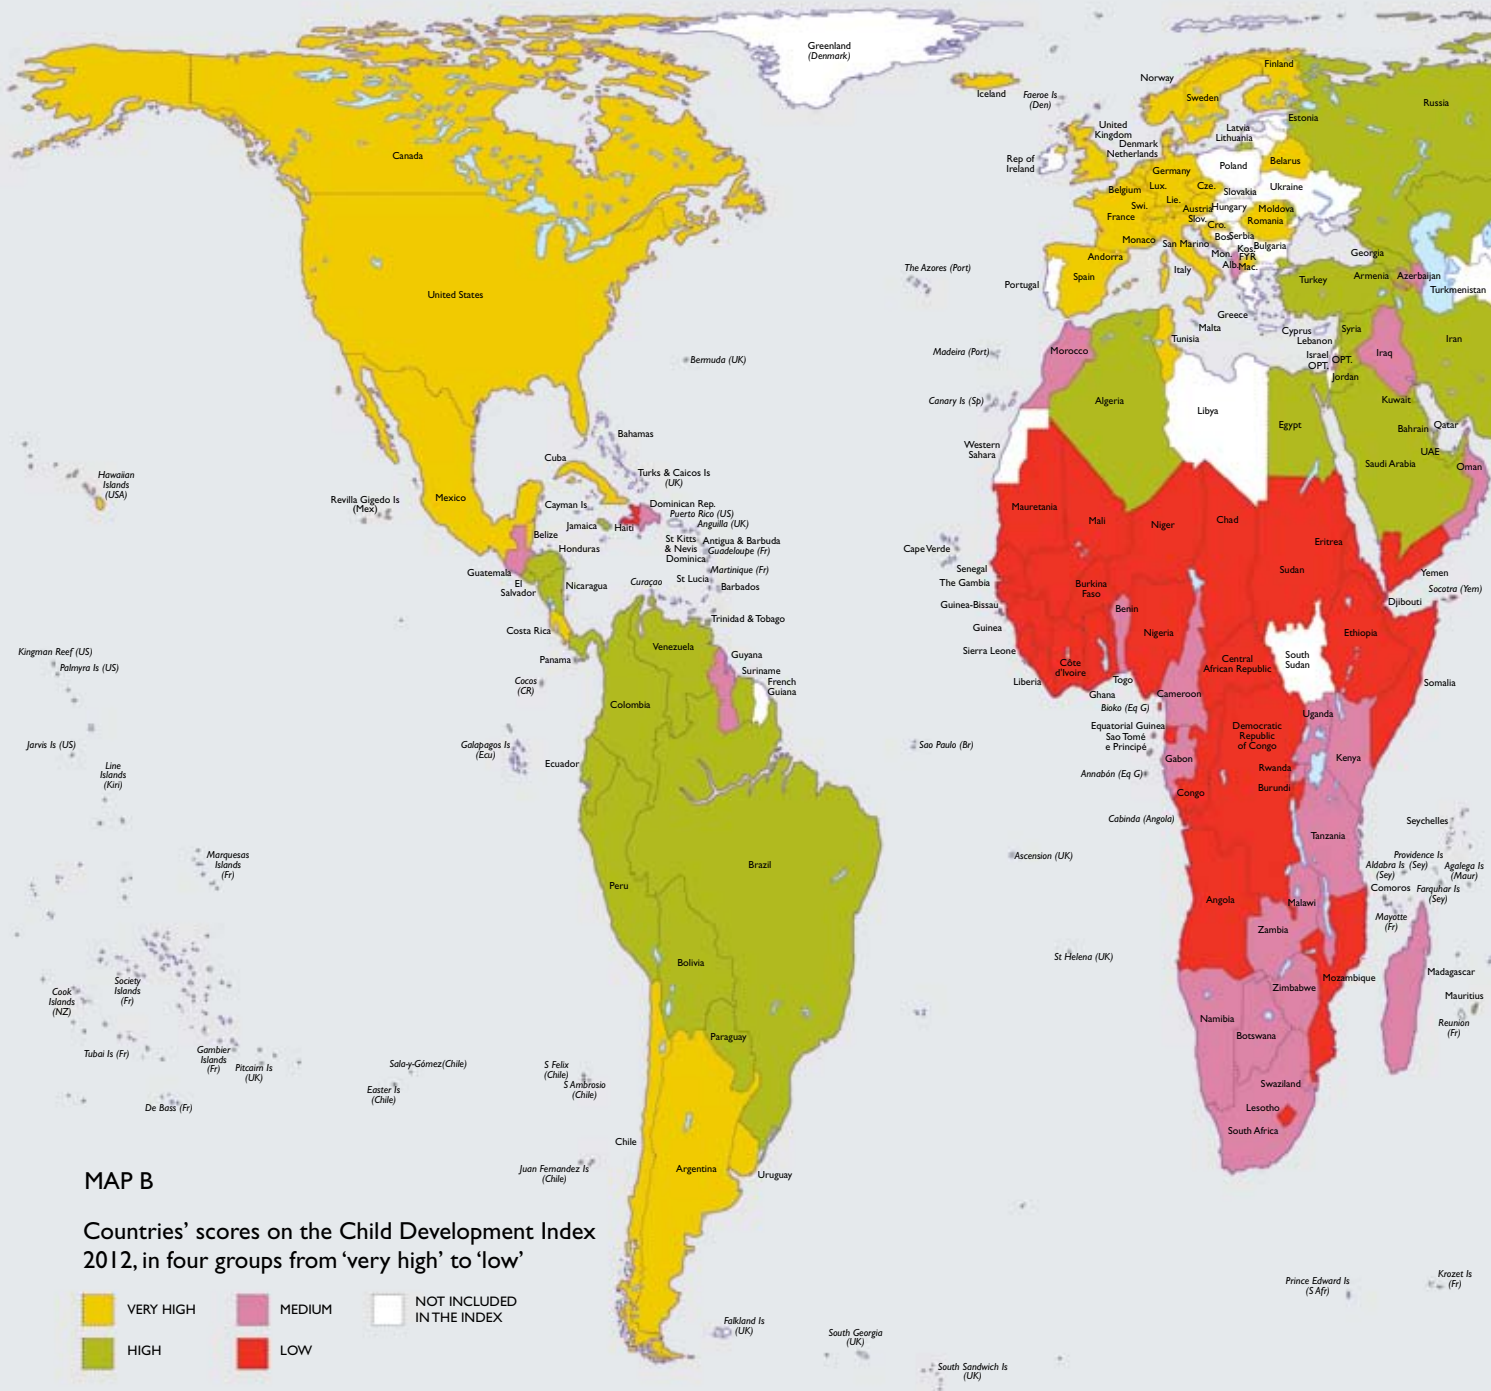 Greenland
(Denmark)
Iceland
Faeroe Is
(Den)
Norway
Finland
Sweden
Russia
Estonia
Latvia
Lithuania
United
Kingdom
Denmark
Netherlands
Rep of
Ireland
Poland
Belarus
Germany
Belgium
Lux.
Cze.
Slovakia
Ukraine
Lie.
Swi.
Austria
Hungary
Moldova
France
Slov.
Cro.
Romania
Monaco
San Marino
Bos.
Serbia
Bulgaria
Mon.
Kos.
Andorra
Alb.
FYR
Mac.
Italy
Spain
Portugal
Georgia
Turkey
Armenia
Azerbaijan
Turkmenistan
Greece
Malta
Cyprus
Lebanon
Syria
Israel
OPT.
OPT.
Jordan
Iraq
Iran
Kuwait
Bahrain
Qatar
UAE
Saudi Arabia
Oman
Yemen
Socotra (Yem)
Canada
United States
The Azores (Port)
Bermuda (UK)
Madeira (Port)
Canary Is (Sp)
Morocco
Tunisia
Algeria
Libya
Egypt
Western
Sahara
Hawaiian
Islands
(USA)
Revilla Gigedo Is
(Mex)
Mexico
Bahamas
Cuba
Turks & Caicos Is
(UK)
Cayman Is
Dominican Rep.
Puerto Rico (US)
Anguilla (UK)
Jamaica
Haiti
Belize
Honduras
St Kitts
& Nevis
Dominica
Antigua & Barbuda
Guadeloupe (Fr)
Martinique (Fr)
Guatemala
El
Salvador
Nicaragua
Curaçao
St Lucia
Barbados
Trinidad & Tobago
Costa Rica
Panama
Cocos
(CR)
Venezuela
Guyana
Suriname
French
Guiana
Colombia
Galapagos Is
(Ecu)
Ecuador
Brazil
Peru
Bolivia
Paraguay
Chile
Argentina
Uruguay
Kingman Reef (US)
Palmyra Is (US)
Jarvis Is (US)
Line
Islands
(Kiri)
Marquesas
Islands
(Fr)
Society
Islands
(Fr)
Cook
Islands
(NZ)
Tubai Is (Fr)
Gambier
Islands
(Fr)
Pitcairn Is
(UK)
De Bass (Fr)
Sala-y-Gómez(Chile)
Easter Is
(Chile)
S Felix
(Chile)
S Ambrosio
(Chile)
Juan Fernandez Is
(Chile)
Cape Verde
Mauretania
Mali
Niger
Chad
Sudan
Eritrea
Senegal
The Gambia
Guinea-Bissau
Guinea
Sierra Leone
Liberia
Burkina
Faso
Benin
Nigeria
Côte
d'Ivoire
Togo
Ghana
Bioko (Eq G)
Cameroon
Central
African Republic
South
Sudan
Ethiopia
Djibouti
Somalia
Equatorial Guinea
Sao Tomé
e Principé
Annabón (Eq G)
Sao Paulo (Br)
Gabon
Congo
Cabinda (Angola)
Democratic
Republic
of Congo
Uganda
Kenya
Rwanda
Burundi
Tanzania
Ascension (UK)
St Helena (UK)
Angola
Malawi
Zambia
Zimbabwe
Mozambique
Namibia
Botswana
Swaziland
Lesotho
South Africa
Seychelles
Providence Is
(Sey)
Aldabra Is
(Sey)
Agalega Is
(Maur)
Comoros
Farquhar Is
(Sey)
Mayotte
(Fr)
Madagascar
Mauritius
Reunion
(Fr)
Prince Edward Is
(S Afr)
Krozet Is
(Fr)
Falkland Is
(UK)
South Georgia
(UK)
South Sandwich Is
(UK)
MAP B
Countries' scores on the Child Development Index
2012, in four groups from 'very high' to 'low'
VERY HIGH
HIGH
MEDIUM
LOW
NOT INCLUDED
IN THE INDEX